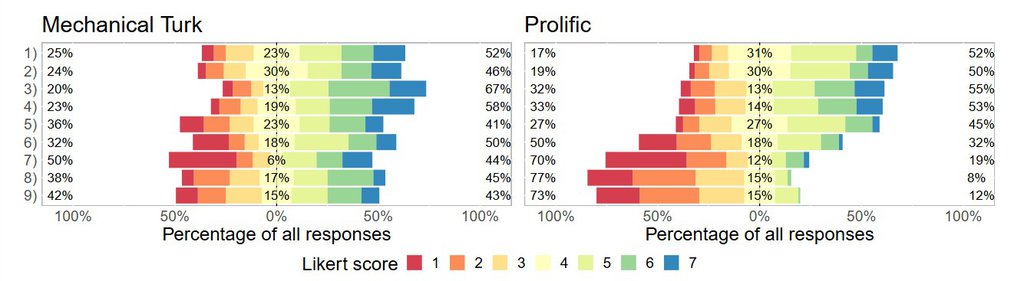 Mechanical Turk Prolific
1) 25% 23% 52% 17% 31% 52%
2) 24% 30% 46% 19% 30% 50%
3) 20% 13% 67% 32% 13% 55%
4) 23% 19% 58% 33% 14% 53%
5) 36% 23% 41% 27% 27% 45%
6) 32% 18% 50% 50% 18% 32%
7) 50% 6% 44% 70% 12% 19%
8) 38% 17% 45% 77% 15% 8%
9) 42% 15% 43% 73% 15% 12%
100% 50% 0% 50% 100% 100% 50% 0% 50% 100%
Percentage of all responses Percentage of all responses
Likert score 1 2 3 4 5 6 7